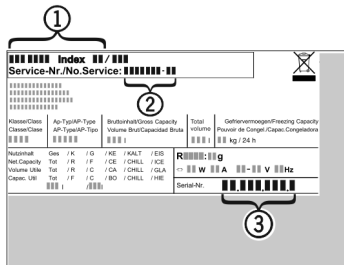 1
Index /
Service-Nr./No.Service: -
2
Klasse/Class
Classe/Classe
Ap-Typ/AP-Type
AP-Type/AP-Tipo
Bruttoinhalt/Gross Capacity
Volume Brut/Capacidad Bruta
l
Total
volume
Gefriervermoegen/Freezing Capacity
Pouvoir de Congel./Capac.Congeladora
kg / 24 h
Nutzinhalt Ges / K / G / KE / KALT / EIS
Net.Capacity Tot / R / F / CE / CHILL / ICE
Volume Utile Tot / R / C / CA / CHILL / GLA
Capac. Util Tot / F / C / BO / CHILL / HIE
l / l
R : g
W A - V Hz
Serial-Nr. . . .
3